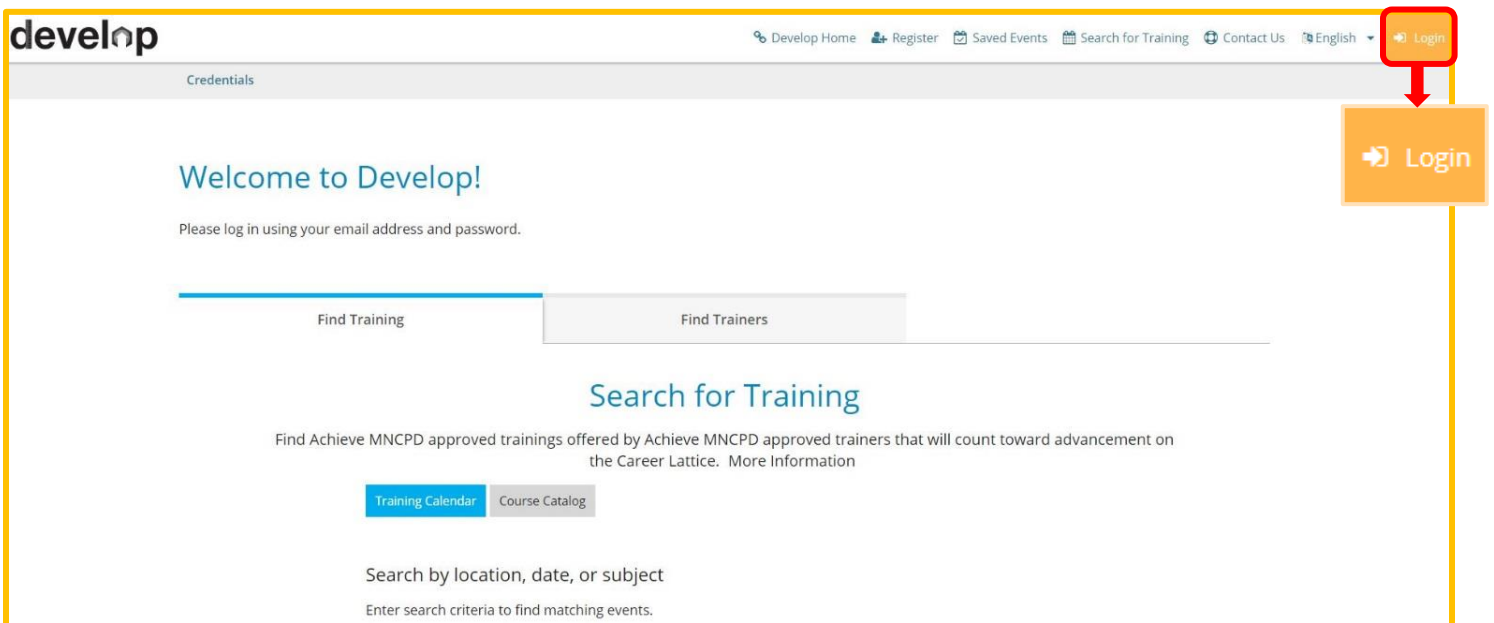 develop
Develop Home Register Saved Events Search for Training Contact Us English Login
Credentials
Login
Welcome to Develop!
Please log in using your email address and password.
Find Training Find Trainers
Search for Training
Find Achieve MNCPD approved trainings offered by Achieve MNCPD approved trainers that will count toward advancement on
the Career Lattice. More Information
Training Calendar Course Catalog
Search by location, date, or subject
Enter search criteria to find matching events.